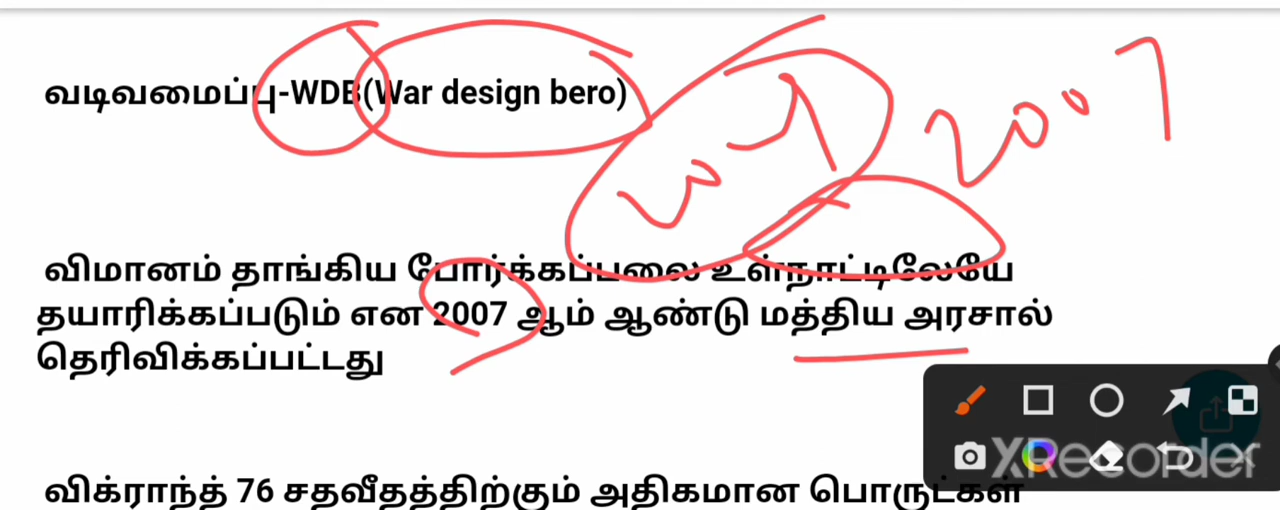 வடிவமைப்பு-WDB(War design bero)
2007
விமானம் தாங்கிய போர்க்கப்பலை உள்நாட்டிலேயே
தயாரிக்கப்படும் என 2007 ஆம் ஆண்டு மத்திய அரசால்
தெரிவிக்கப்பட்டது
XRecorder
விக்ராந்த் 76 சதவீதத்திற்கும் அதிகமான பொருட்கள்